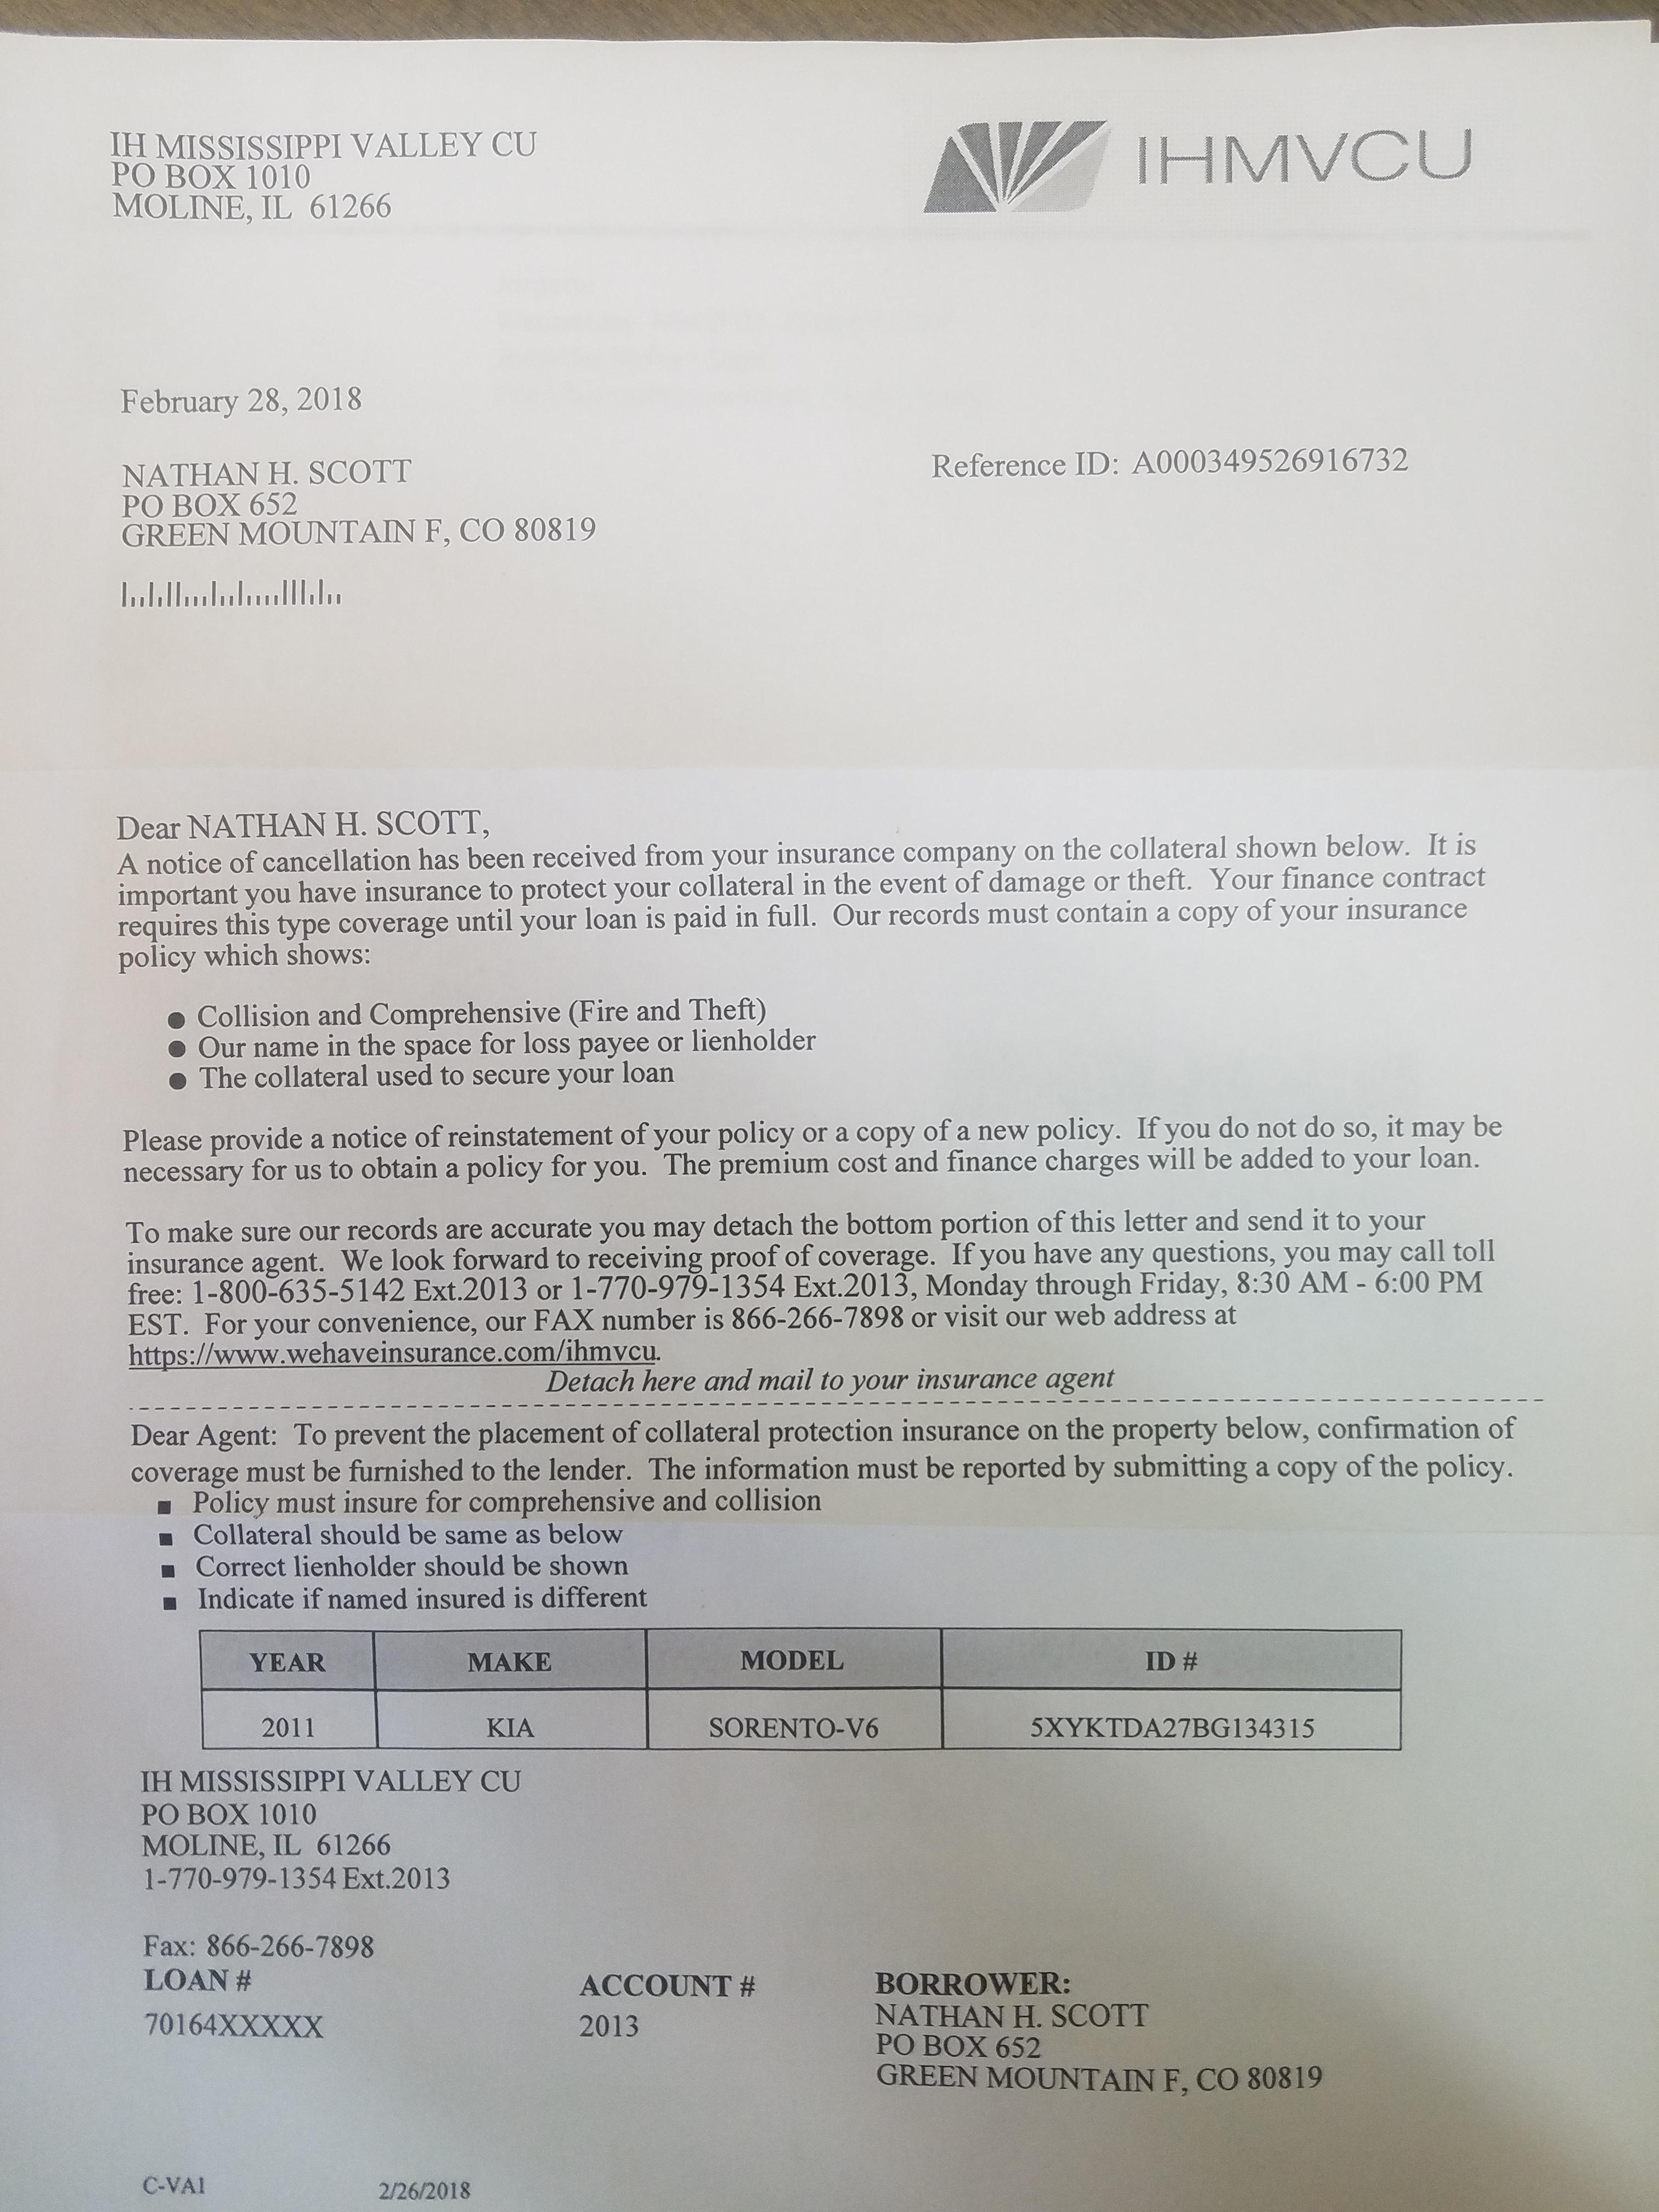 IH MISSISSIPPI VALLEY CU
PO BOX 1010
MOLINE, IL  61266
IHMVCU
February 28, 2018
NATHAN H. SCOTT
PO BOX 652
GREEN MOUNTAIN F, CO 80819
Reference ID:  A00034952691​6732
Dear NATHAN H. SCOTT,
A notice of cancellation has been received from your insurance company on the collateral shown below.  It is
important you have insurance to protect your collateral in the event of damage or theft.  Your finance contract
requires this type coverage until your loan is paid in full.  Our records must contain a copy of your insurance
policy which shows:
● Collision and Comprehensive (Fire and Theft)
● Our name in the space for loss payee or lienholder
● The collateral used to secure your loan
Please provide a notice of reinstatement of your policy or a copy of a new policy.  If you do not do so, it may be
necessary for us to obtain a policy for you.  The premium cost and finance charges will be added to your loan.
To make sure our records are accurate you may detach the bottom portion of this letter and send it to your
insurance agent.  We look forward to receiving proof of coverage.  If you have any questions, you may call toll
free: 1-800-635-5142 Ext.2013 or 1-770-979-1354 Ext.2013, Monday through Friday, 8:30 AM - 6:00 PM
EST.  For your convenience, our FAX number is 866-266-7898 or visit our web address at
https://www.wehaveinsurance.com/ihmvcu.
Detach here and mail to your insurance agent
Dear Agent:  To prevent the placement of collateral protection insurance on the property below, confirmation of
coverage must be furnished to the lender.  The information must be reported by submitting a copy of the policy.
■ Policy must insure for comprehensive and collision
■ Collateral should be same as below
■ Correct lienholder should be shown
■ Indicate if named insured is different
YEAR MAKE MODEL ID #
2011 KIA SORENTO-V6 5XYKTDA27BG134315
IH MISSISSIPPI VALLEY CU
PO BOX 1010
MOLINE, IL  61266
1-770-979-1354 Ext.2013
Fax: 866-266-7898
LOAN # ACCOUNT # BORROWER:
70164XXXXX 2013 NATHAN H. SCOTT
PO BOX 652
GREEN MOUNTAIN F, CO 80819
C-VA1 2/26/2018